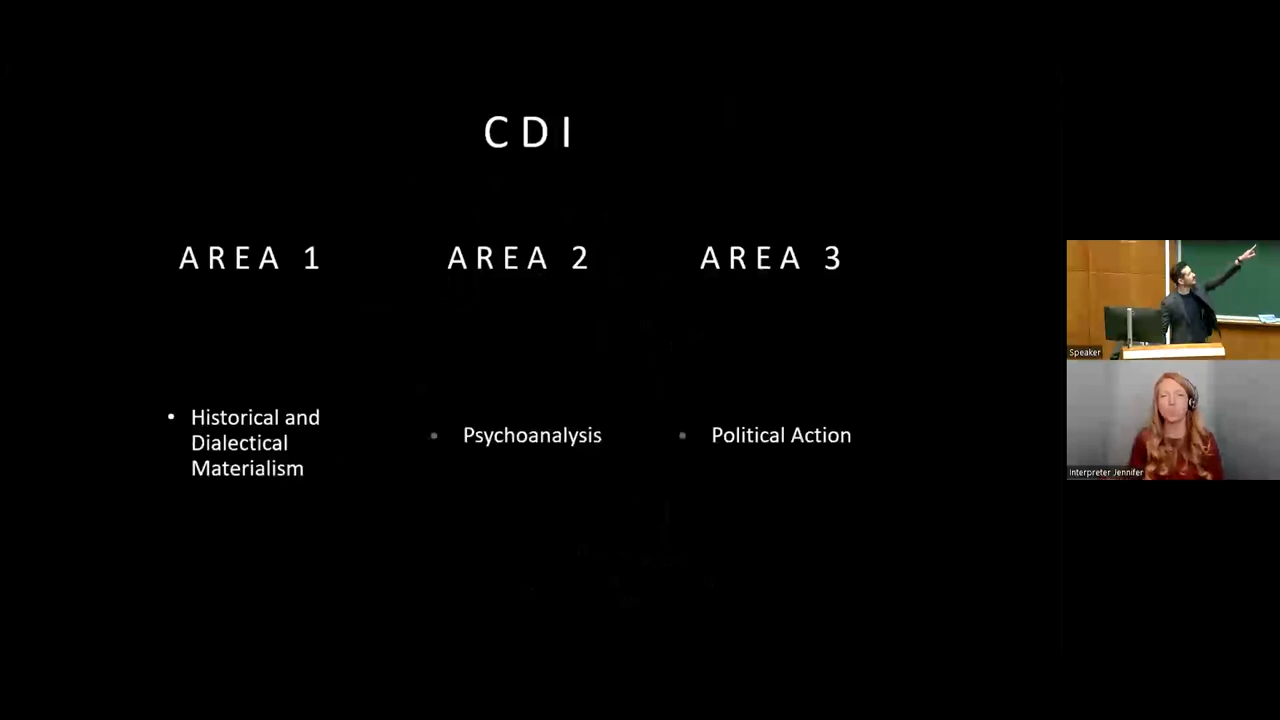 CDI
AREA 1
AREA 2
AREA 3
• Historical and
Dialectical
Materialism
• Psychoanalysis
• Political Action
Speaker
Interpreter Jennifer